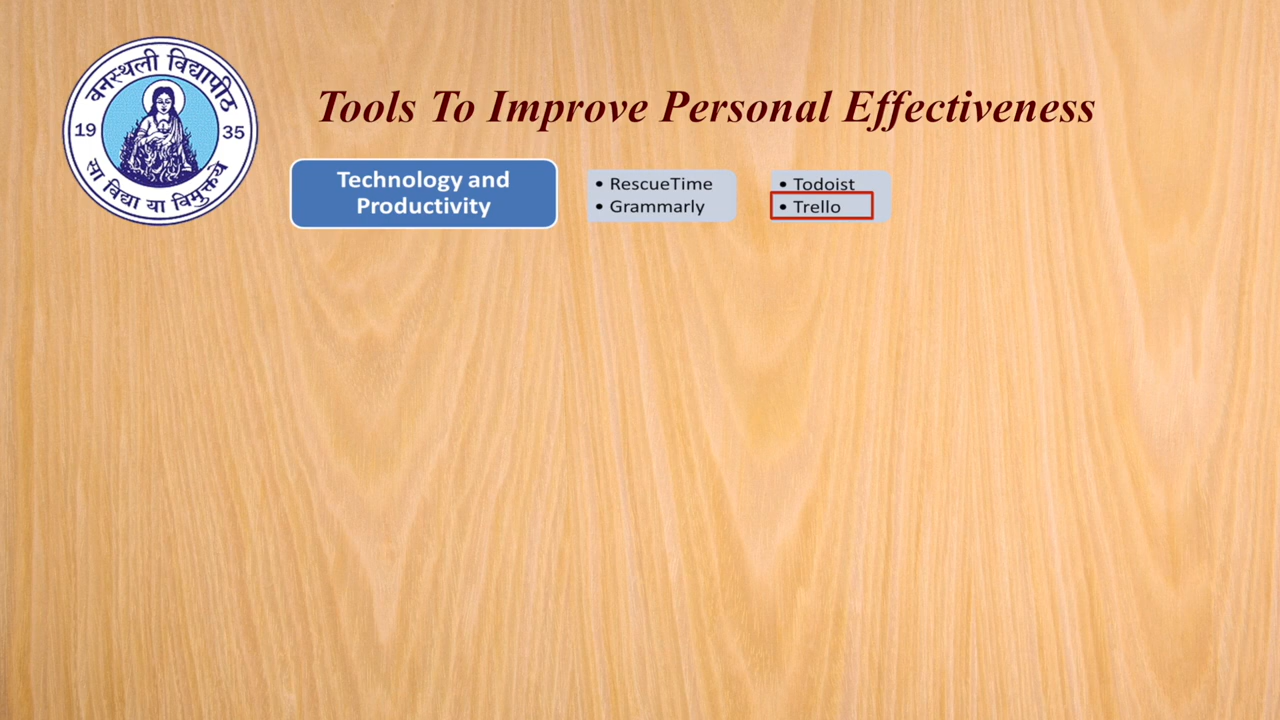 वनस्थली विद्यापीठ
19 35
सा विद्या या विमुक्तये
Tools To Improve Personal Effectiveness
Technology and
Productivity
• RescueTime
• Grammarly
• Todoist
• Trello